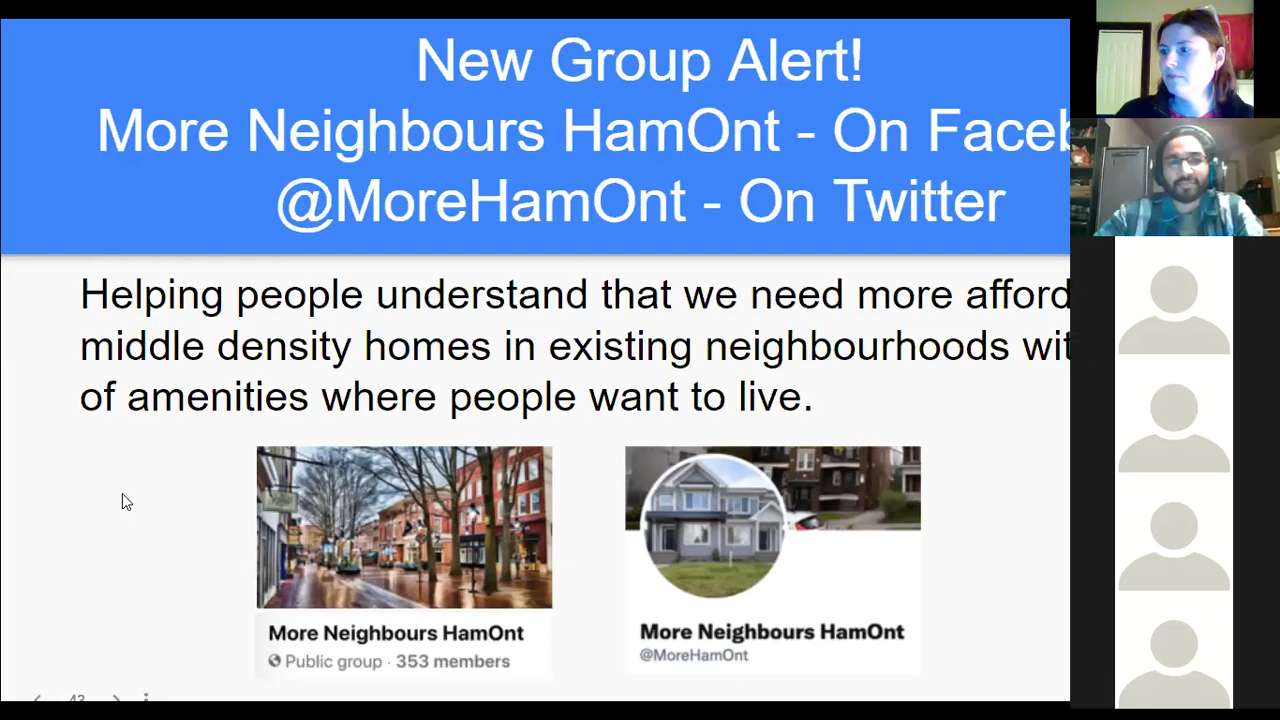 New Group Alert!
More Neighbours HamOnt - On Faceb
@MoreHamOnt - On Twitter
Helping people understand that we need more afford
middle density homes in existing neighbourhoods wit
of amenities where people want to live.
More Neighbours HamOnt
Public group · 353 members
More Neighbours HamOnt
@MoreHamOnt
43